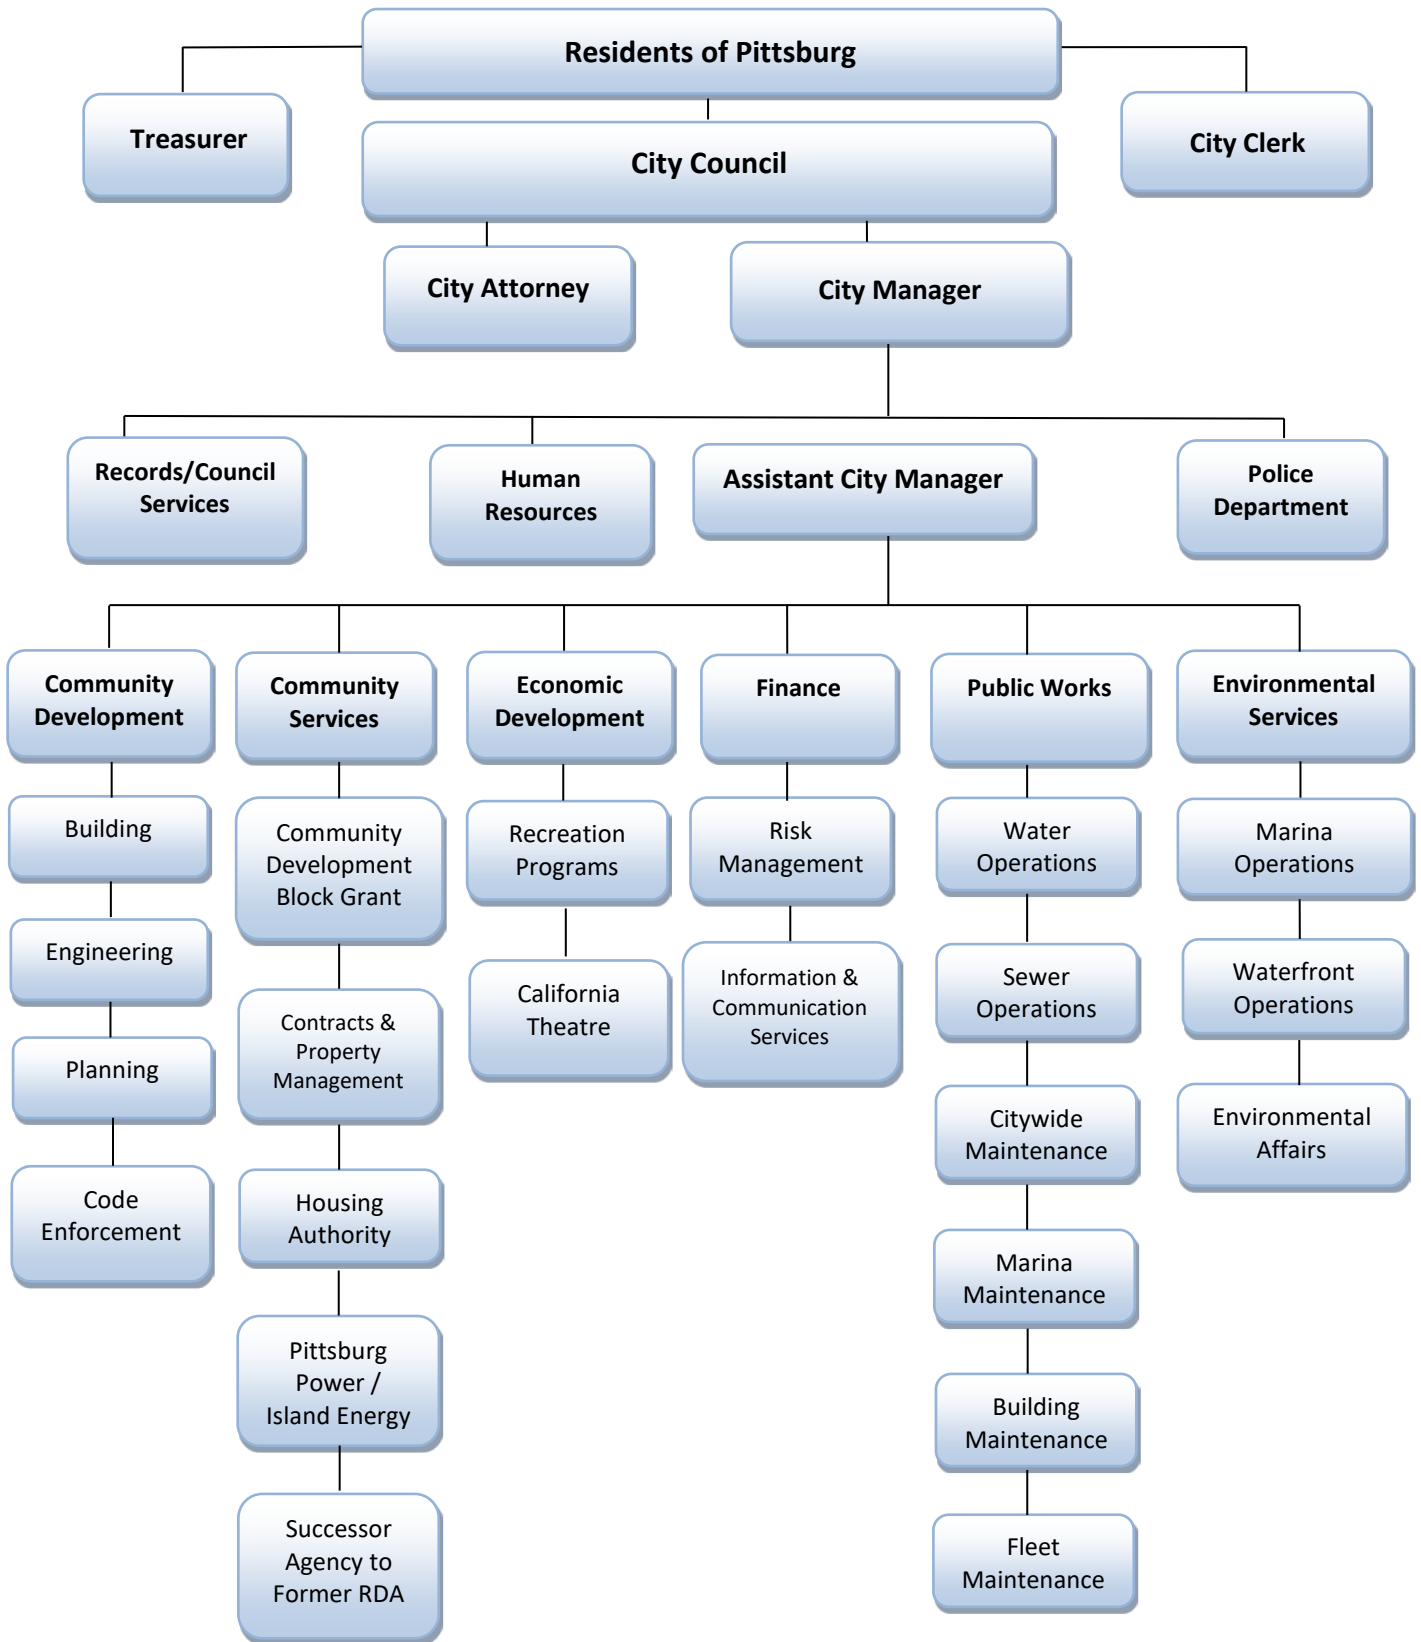 Residents of Pittsburg
Treasurer
City Clerk
City Council
City Attorney
City Manager
Records/Council
Services
Human
Resources
Assistant City Manager
Police
Department
Community
Development
Community
Services
Economic
Development
Finance
Public Works
Environmental
Services
Building
Engineering
Planning
Code
Enforcement
Community
Development
Block Grant
Contracts &
Property
Management
Housing
Authority
Pittsburg
Power /
Island Energy
Successor
Agency to
Former RDA
Recreation
Programs
California
Theatre
Risk
Management
Information &
Communication
Services
Water
Operations
Sewer
Operations
Citywide
Maintenance
Marina
Maintenance
Building
Maintenance
Fleet
Maintenance
Marina
Operations
Waterfront
Operations
Environmental
Affairs